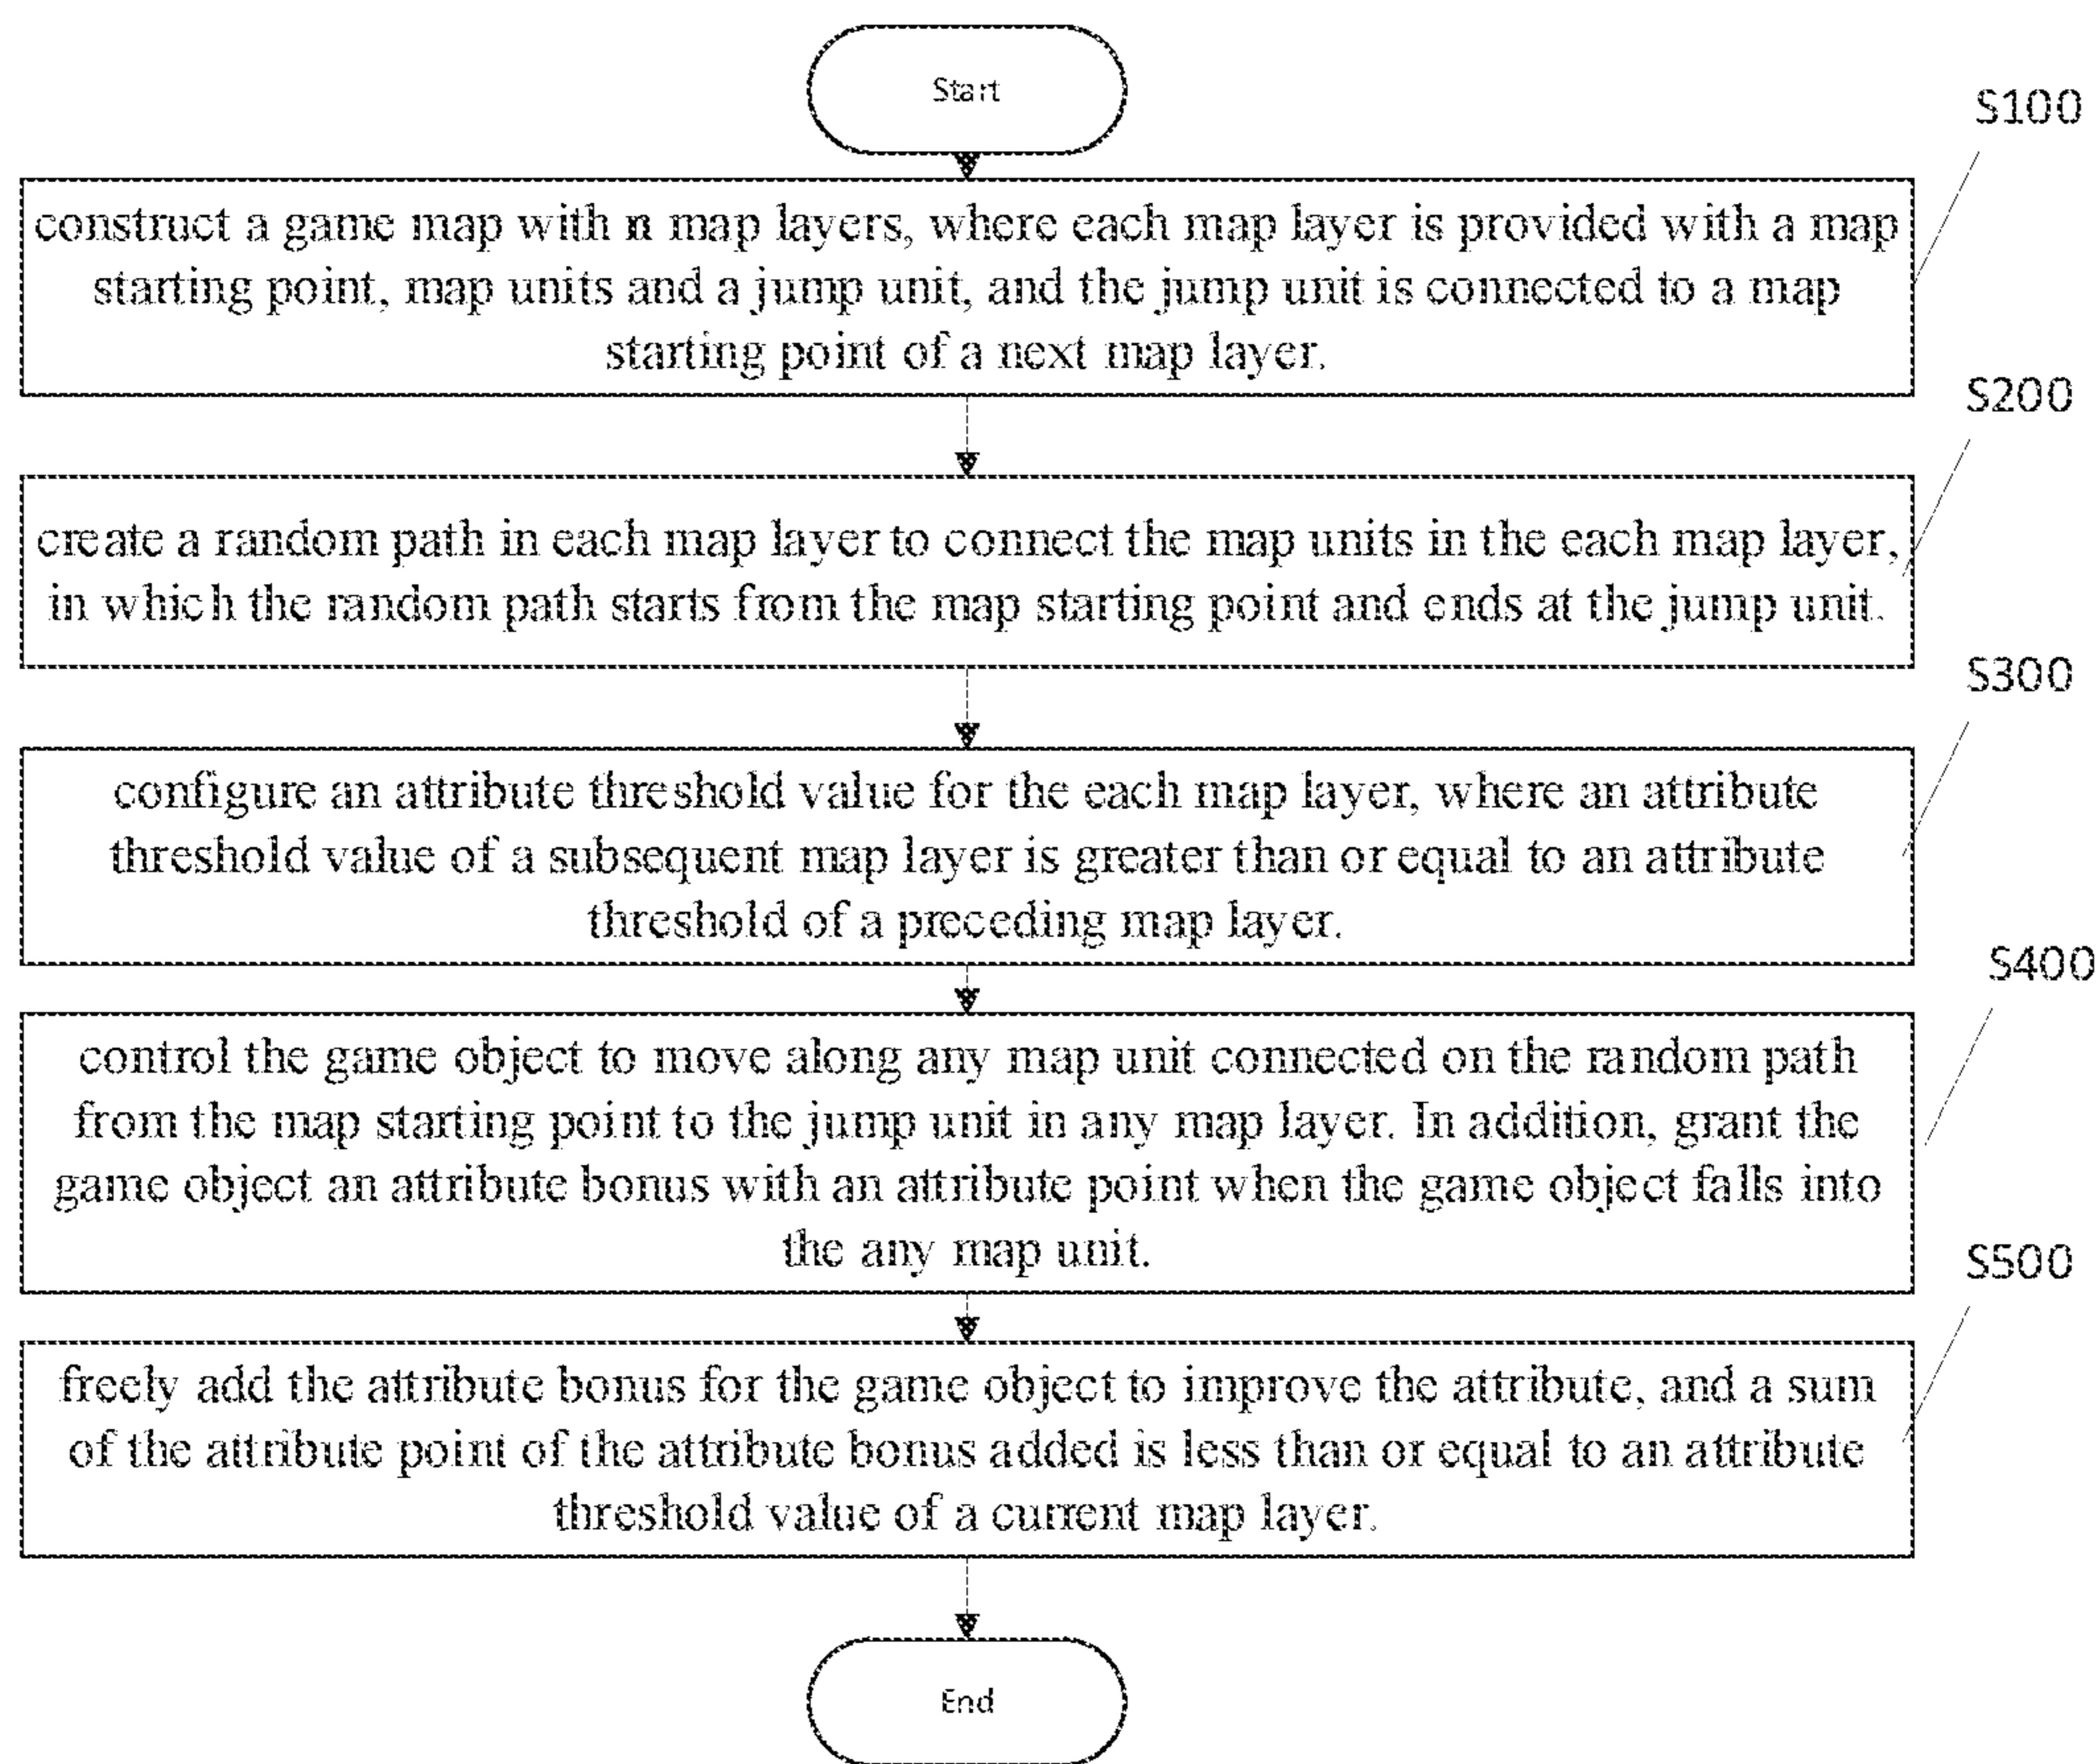 Start
S100
construct a game map with n map layers, where each map layer is provided with a map
starting point, map units and a jump unit, and the jump unit is connected to a map
starting point of a next map layer.
S200
create a random path in each map layer to connect the map units in the each map layer,
in which the random path starts from the map starting point and ends at the jump unit.
S300
configure an attribute threshold value for the each map layer, where an attribute
threshold value of a subsequent map layer is greater than or equal to an attribute
threshold of a preceding map layer.
S400
control the game object to move along any map unit connected on the random path
from the map starting point to the jump unit in any map layer. In addition, grant the
game object an attribute bonus with an attribute point when the game object falls into
the any map unit.
S500
freely add the attribute bonus for the game object to improve the attribute, and a sum
of the attribute point of the attribute bonus added is less than or equal to an attribute
threshold value of a current map layer.
End